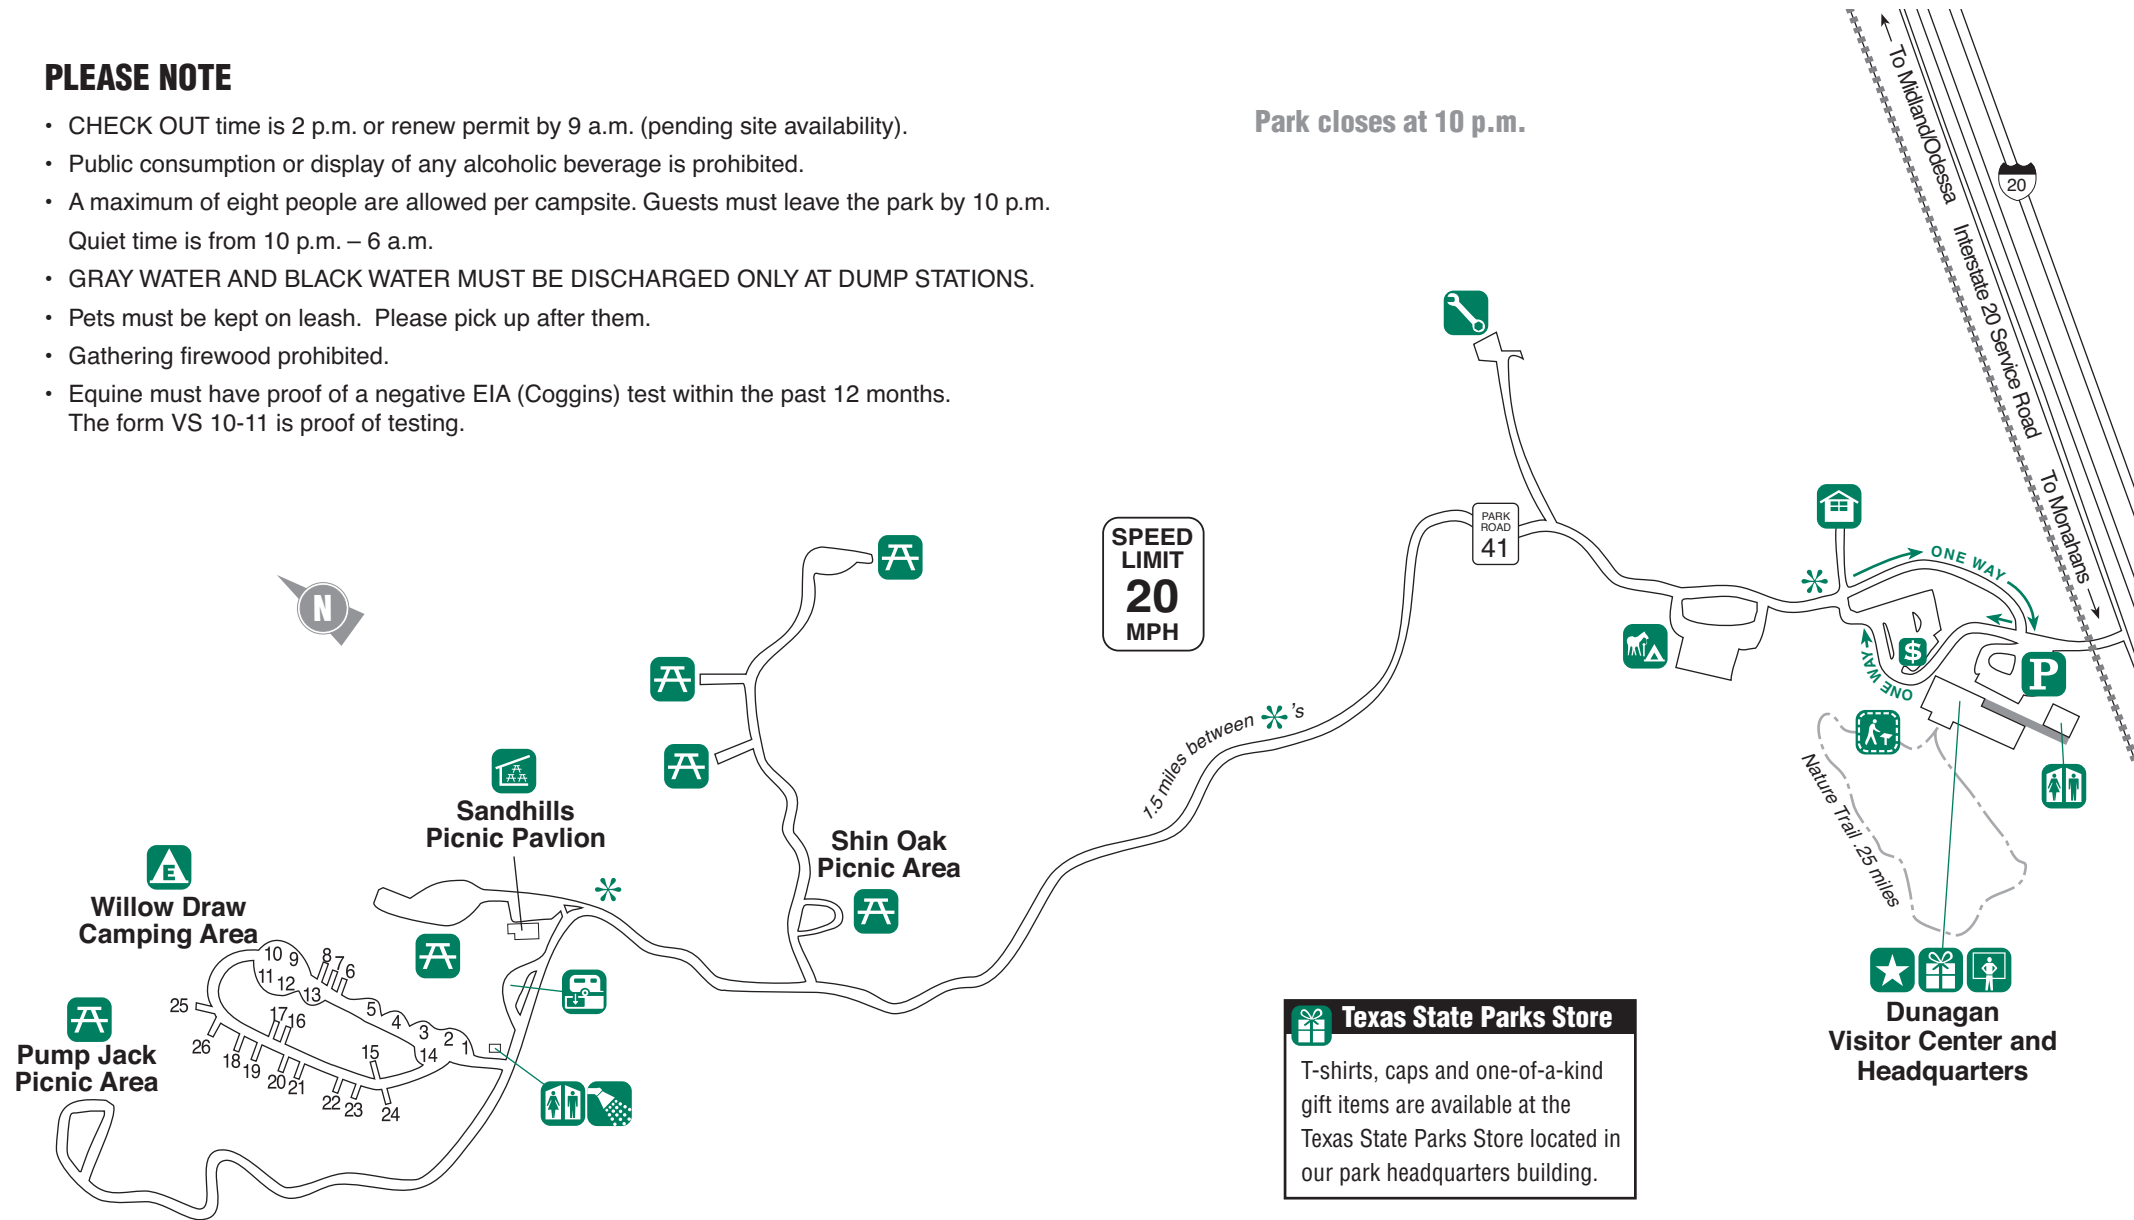 PLEASE NOTE
• CHECK OUT time is 2 p.m. or renew permit by 9 a.m. (pending site availability).
• Public consumption or display of any alcoholic beverage is prohibited.
• A maximum of eight people are allowed per campsite. Guests must leave the park by 10 p.m.
Quiet time is from 10 p.m. – 6 a.m.
• GRAY WATER AND BLACK WATER MUST BE DISCHARGED ONLY AT DUMP STATIONS.
• Pets must be kept on leash. Please pick up after them.
• Gathering firewood prohibited.
• Equine must have proof of a negative EIA (Coggins) test within the past 12 months.
The form VS 10-11 is proof of testing.
Park closes at 10 p.m.
To Midland/Odessa
20
Interstate 20 Service Road
To Monahans
PARK
ROAD
41
SPEED
LIMIT
20
MPH
N
ONE WAY
ONE WAY
$
P
1.5 miles between *'s
Nature Trail .25 miles
Sandhills
Picnic Pavlion
Shin Oak
Picnic Area
E
Willow Draw
Camping Area
10
9
8
7
6
11
12
13
5
4
3
2
1
14
15
17
16
25
26
18
19
20
21
22
23
24
Pump Jack
Picnic Area
Dunagan
Visitor Center and
Headquarters
Texas State Parks Store
T-shirts, caps and one-of-a-kind
gift items are available at the
Texas State Parks Store located in
our park headquarters building.